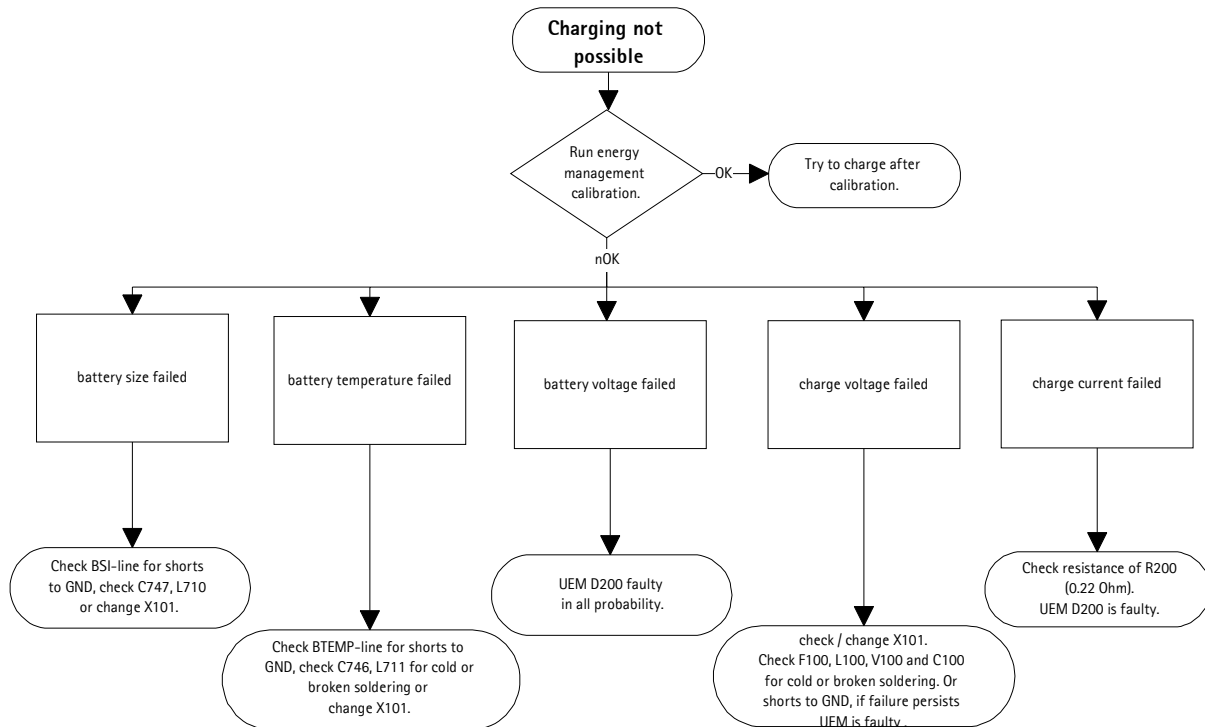 Charging not
possible
Run energy
management
calibration.
OK
Try to charge after
calibration.
nOK
battery size failed
battery temperature failed
battery voltage failed
charge voltage failed
charge current failed
Check BSI-line for shorts
to GND, check C747, L710
or change X101.
Check BTEMP-line for shorts to
GND, check C746, L711 for cold or
broken soldering or
change X101.
UEM D200 faulty
in all probability.
check / change X101.
Check F100, L100, V100 and C100
for cold or broken soldering. Or
shorts to GND, if failure persists
UEM is faulty .
Check resistance of R200
(0.22 Ohm).
UEM D200 is faulty.